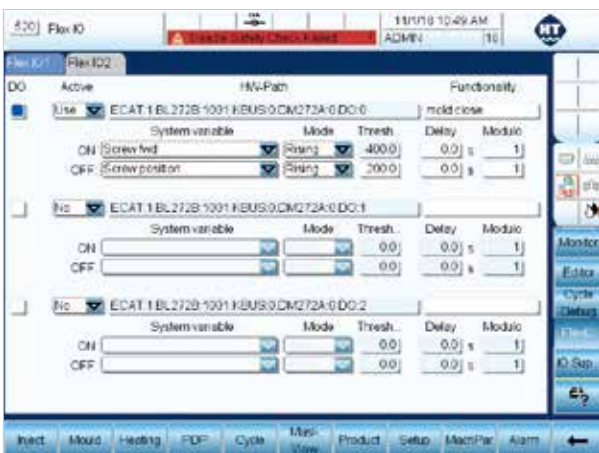 520 Flex IO
11/1/18 10:49 AM
ADMIN 16
HT
Flex IO1 Flex IO2
DO Active HW-Path Functionality
Use ECAT:1.BL272B:1001.KBUS:0.DM272A:0.DO:0 mold close
System variable Mode Thresh.. Delay Modulo
ON Screw fwd Rising 400.0 0.0 s 1
OFF Screw position Rising 200.0 0.0 s 1
No ECAT:1.BL272B:1001.KBUS:0.DM272A:0.DO:1
System variable Mode Thresh.. Delay Modulo
ON 0.0 0.0 s 1
OFF 0.0 0.0 s 1
No ECAT:1.BL272B:1001.KBUS:0.DM272A:0.DO:2
System variable Mode Thresh.. Delay Modulo
ON 0.0 0.0 s 1
OFF 0.0 0.0 s 1
Monitor
Editor
Cycle
Debug
IO Sup
Inject. Mould Heating PDP Cycle View Product Setup MachPar. Alarm